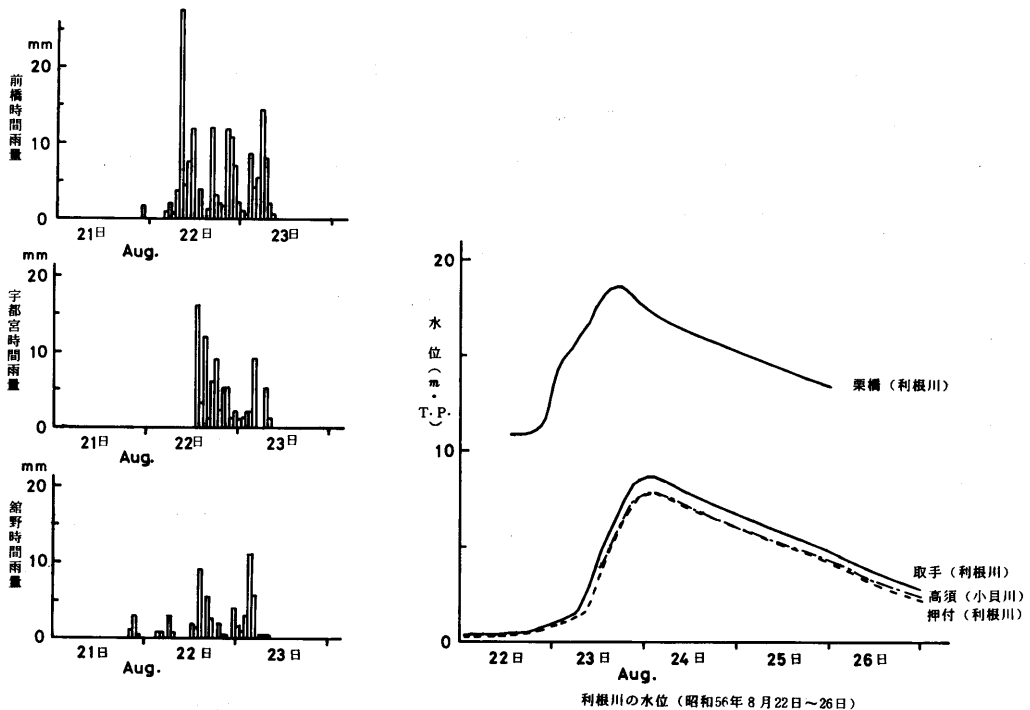 mm
20
10
0
前橋時間雨量
21日
22日
23日
Aug.
mm
20
10
0
宇都宮時間雨量
21日
22日
23日
Aug.
mm
20
10
0
舘野時間雨量
21日
22日
23日
Aug.
20
10
0
水位(m・T.P.)
栗橋(利根川)
取手(利根川)
高須(小貝川)
押付(利根川)
22日
23日
24日
25日
26日
Aug.
利根川の水位(昭和56年8月22日~26日)